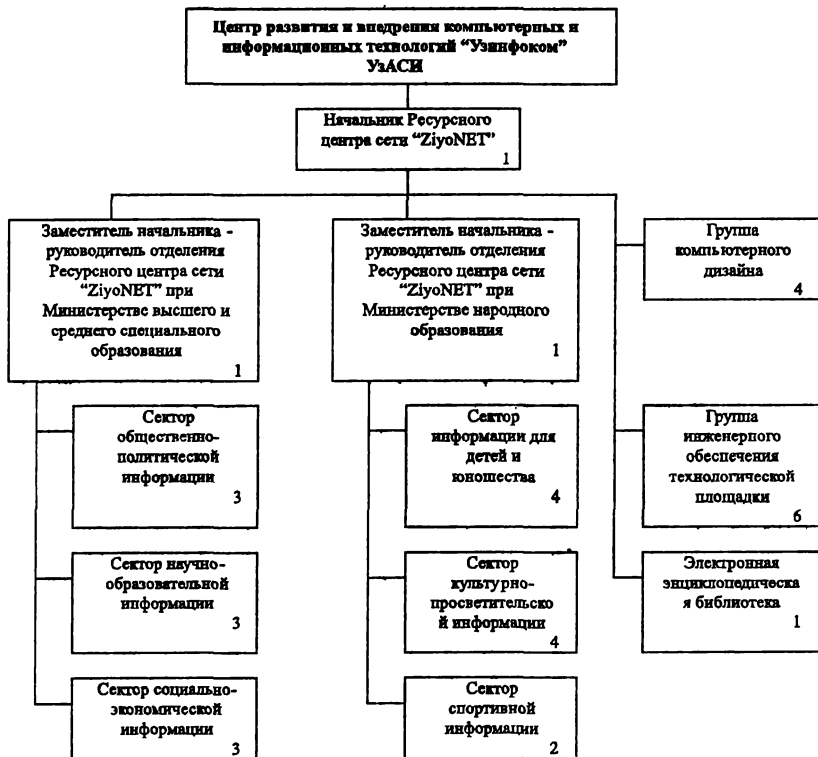 Центр развития и внедрения компьютерных и
информационных технологий “Узинфоком”
УзАСИ
Начальник Ресурсного
центра сети “ZiyoNET”
1
Заместитель начальника -
руководитель отделения
Ресурсного центра сети
“ZiyoNET” при
Министерстве высшего и
среднего специального
образования
1
Заместитель начальника -
руководитель отделения
Ресурсного центра сети
“ZiyoNET” при
Министерстве народного
образования
1
Группа
компьютерного
дизайна
4
Сектор
общественно-
политической
информации
3
Сектор
информации для
детей и
юношества
4
Группа
инженерного
обеспечения
технологической
площадки
6
Сектор научно-
образовательной
информации
3
Сектор
культурно-
просветительско
й информации
4
Электронная
энциклопедическа
я библиотека
1
Сектор социально-
экономической
информации
3
Сектор
спортивной
информации
2